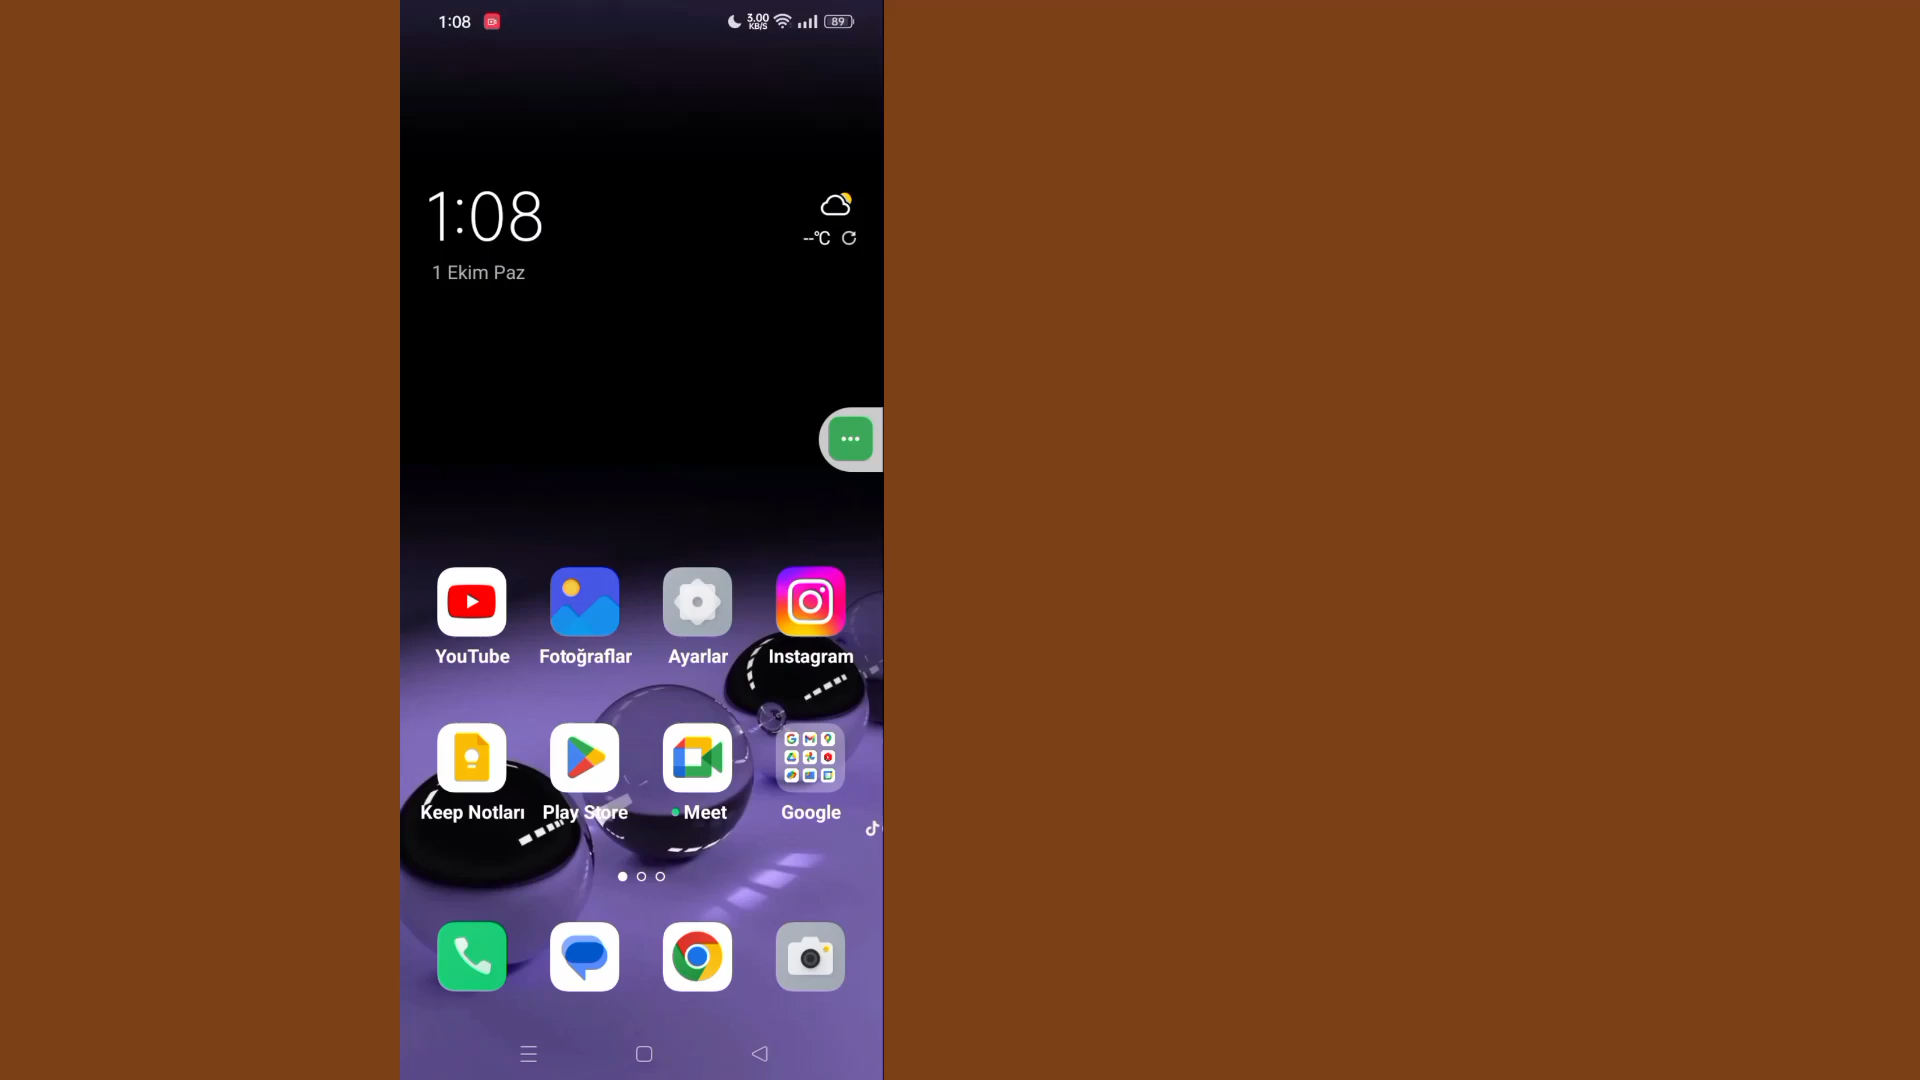 1:08
3.00
KB/S
89
1:08
--°C
1 Ekim Paz
YouTube
Fotoğraflar
Ayarlar
Instagram
Keep Notları
Play Store
Meet
Google